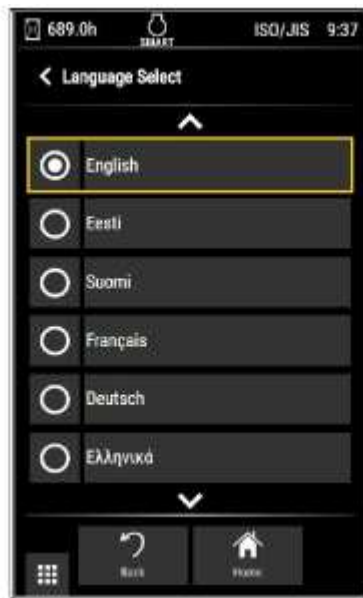 689.0h SMART ISO/JIS 9:37
Language Select
English
Eesti
Suomi
Français
Deutsch
Ελληνικά
Back Home